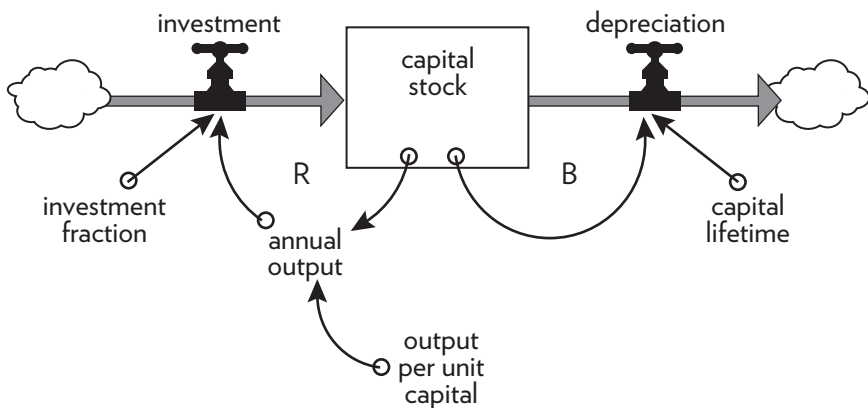 investment
depreciation
capital
stock
R
B
investment
fraction
annual
output
capital
lifetime
output
per unit
capital